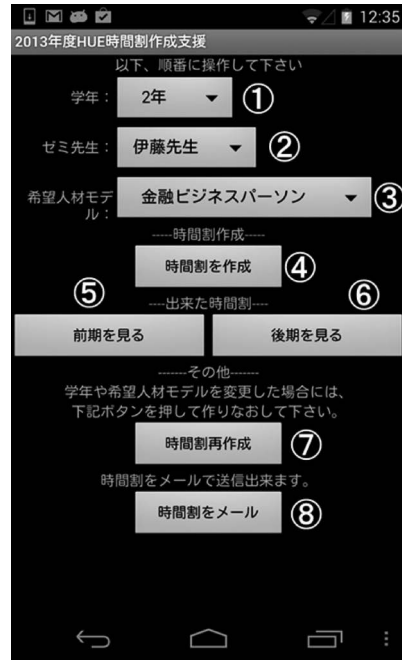 12:35
2013年度HUE時間割作成支援
以下、順番に操作して下さい
学年： 2年 ①
ゼミ先生： 伊藤先生 ②
希望人材モデ
ル： 金融ビジネスパーソン ③
-----時間割作成-----
時間割を作成 ④
⑤ ----出来た時間割---- ⑥
前期を見る 後期を見る
-------その他-------
学年や希望人材モデルを変更した場合には、
下記ボタンを押して作りなおして下さい。
時間割再作成 ⑦
時間割をメールで送信出来ます。
時間割をメール ⑧